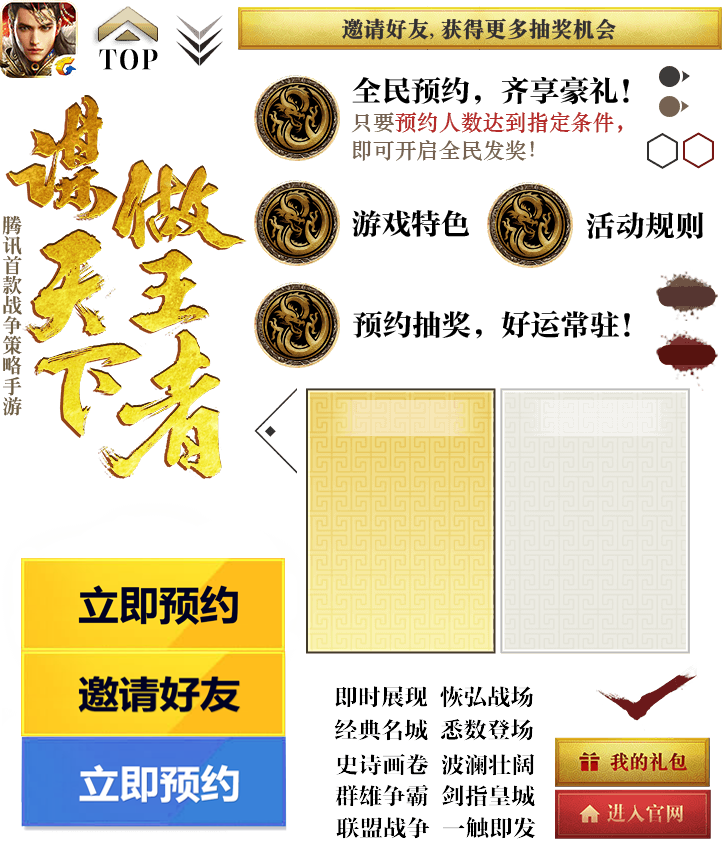 TOP
邀请好友, 获得更多抽奖机会
全民预约，齐享豪礼！
只要预约人数达到指定条件，
即可开启全民发奖！
谋天下
做王者
腾讯首款战争策略手游
游戏特色
活动规则
预约抽奖，好运常驻！
立即预约
邀请好友
立即预约
即时展现 恢弘战场
经典名城 悉数登场
史诗画卷 波澜壮阔
群雄争霸 剑指皇城
联盟战争 一触即发
我的礼包
进入官网